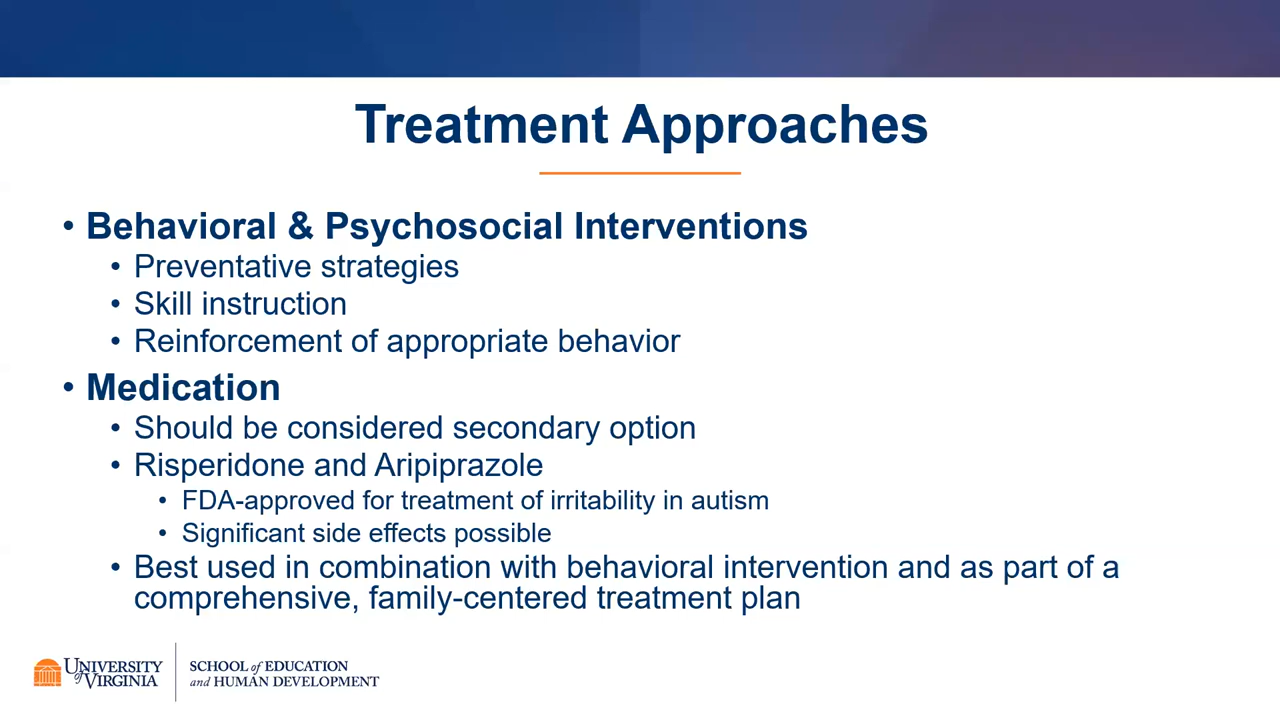 Treatment Approaches
• Behavioral & Psychosocial Interventions
• Preventative strategies
• Skill instruction
• Reinforcement of appropriate behavior
• Medication
• Should be considered secondary option
• Risperidone and Aripiprazole
• FDA-approved for treatment of irritability in autism
• Significant side effects possible
• Best used in combination with behavioral intervention and as part of a
comprehensive, family-centered treatment plan
UNIVERSITY
of VIRGINIA
SCHOOL of EDUCATION
and HUMAN DEVELOPMENT